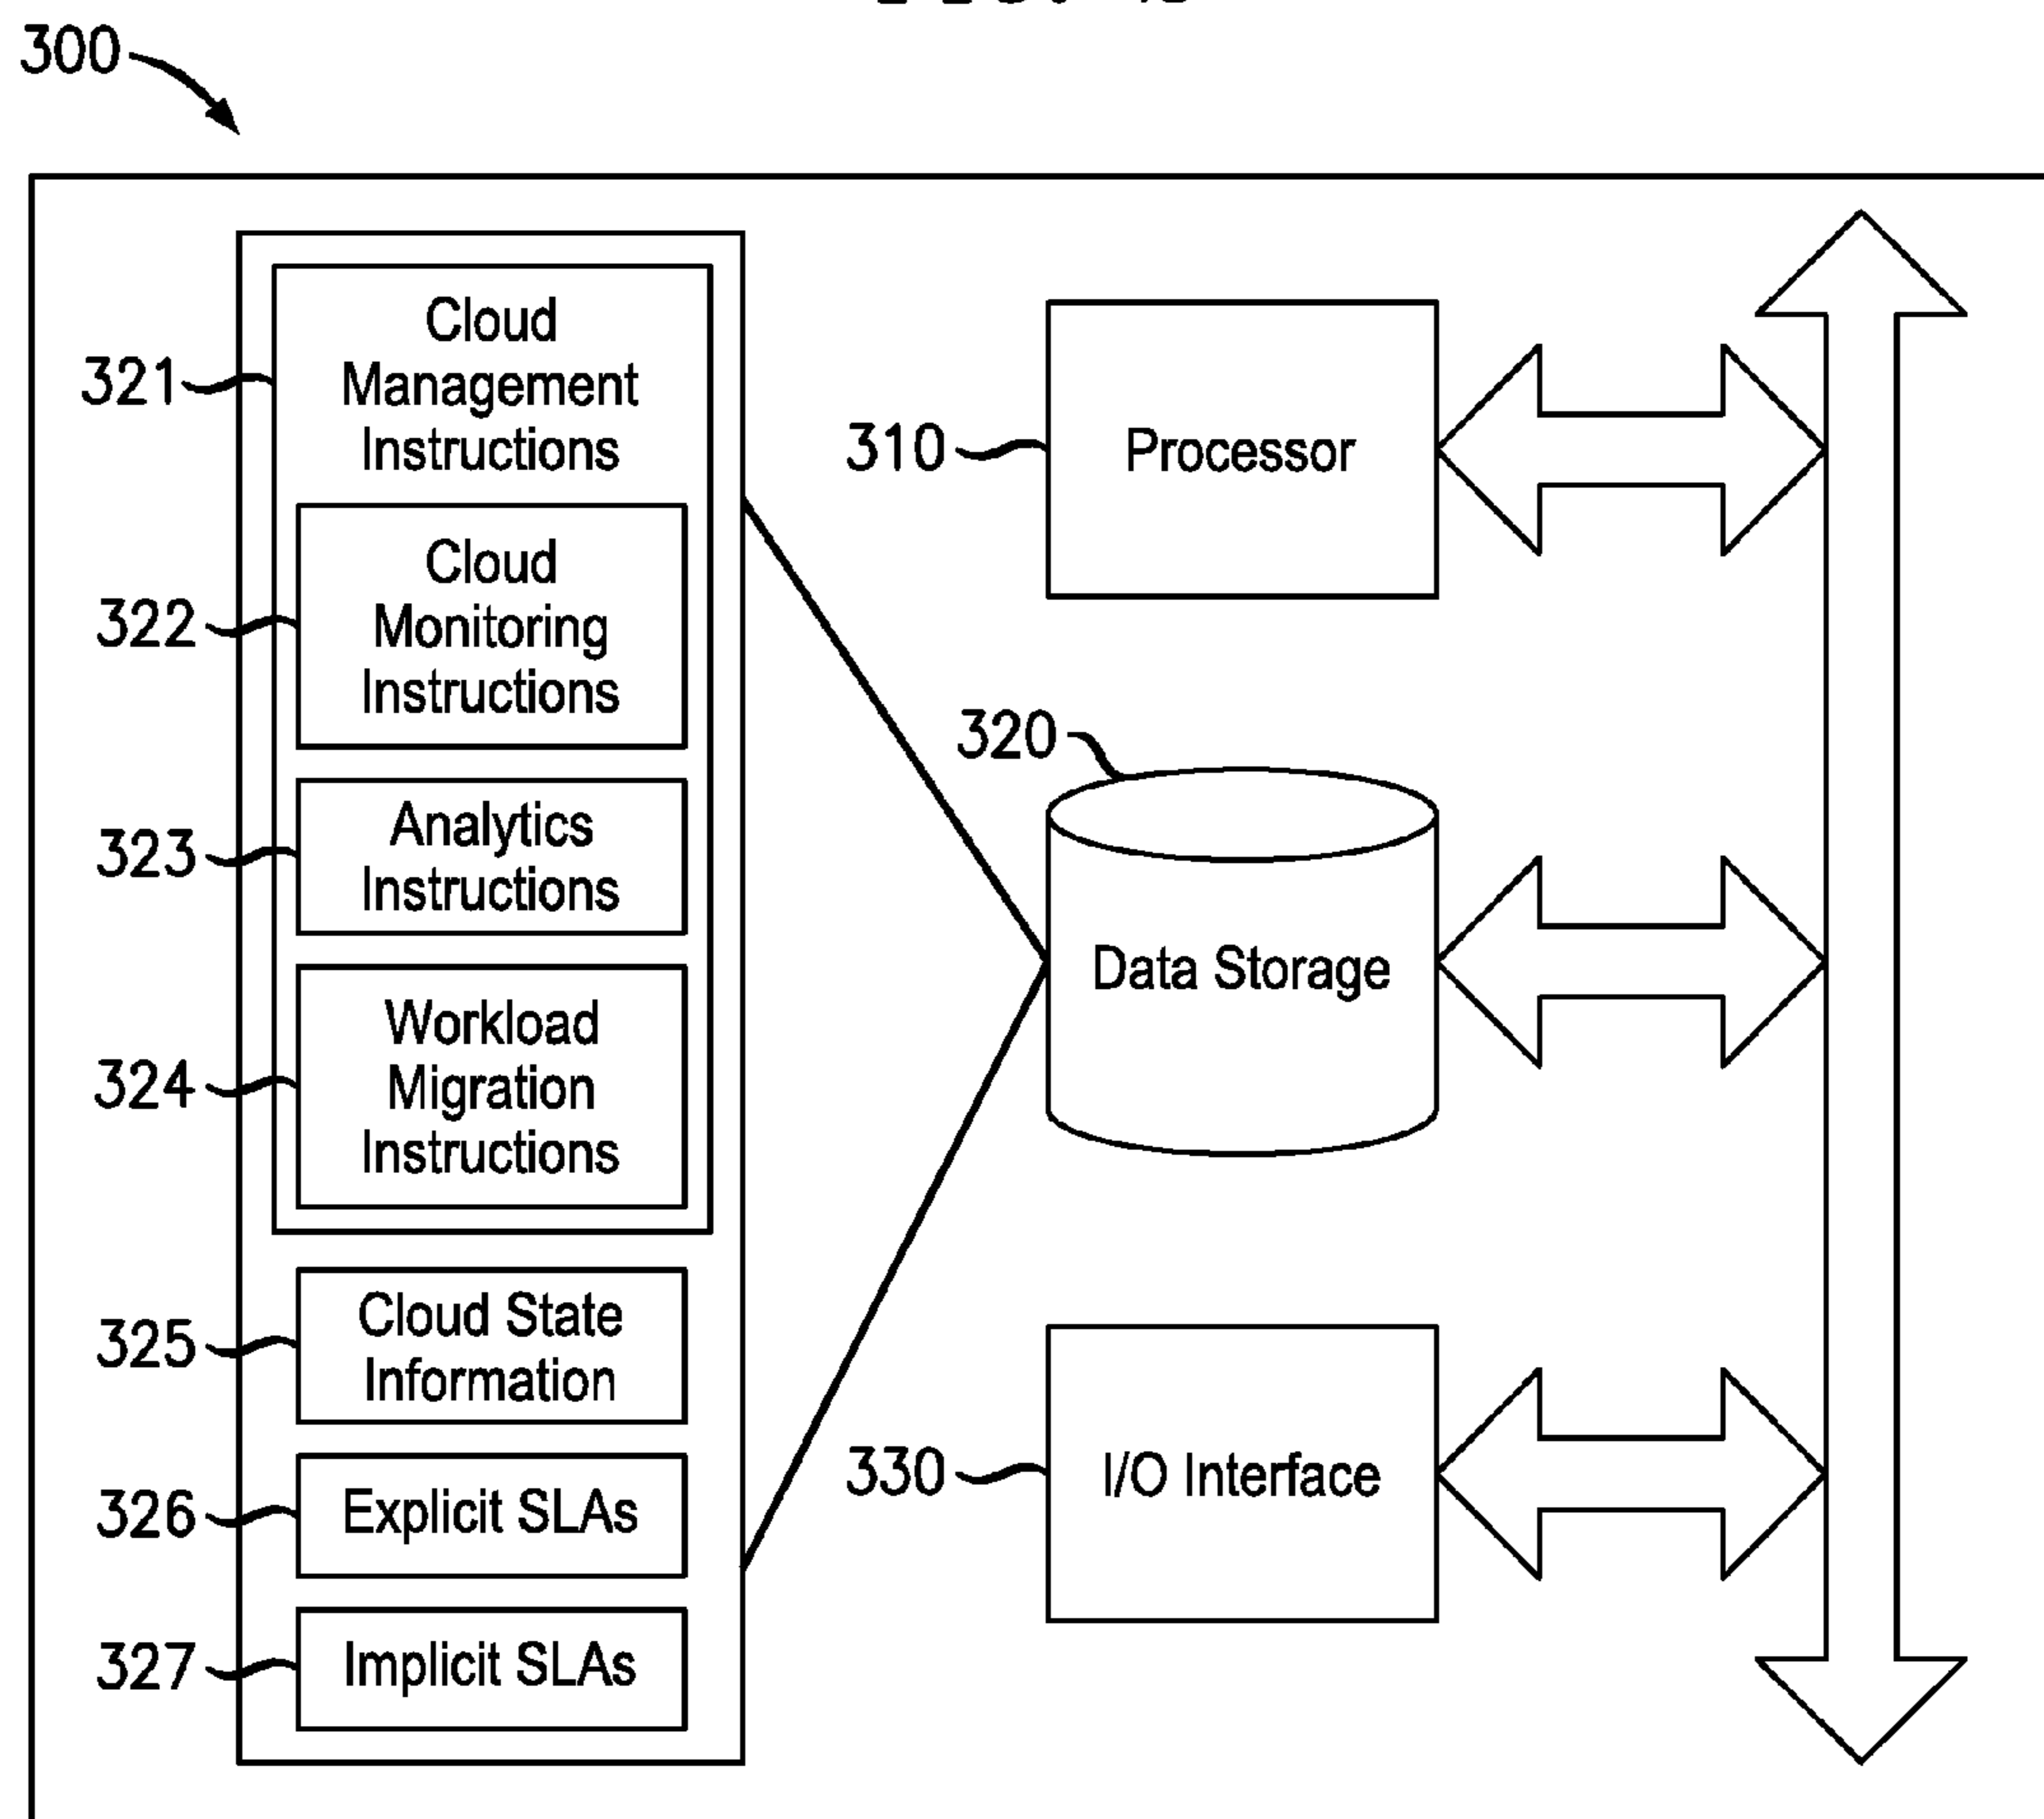 300
321
Cloud
Management
Instructions
322
Cloud
Monitoring
Instructions
323
Analytics
Instructions
324
Workload
Migration
Instructions
325
Cloud State
Information
326
Explicit SLAs
327
Implicit SLAs
310
Processor
320
Data Storage
330
I/O Interface